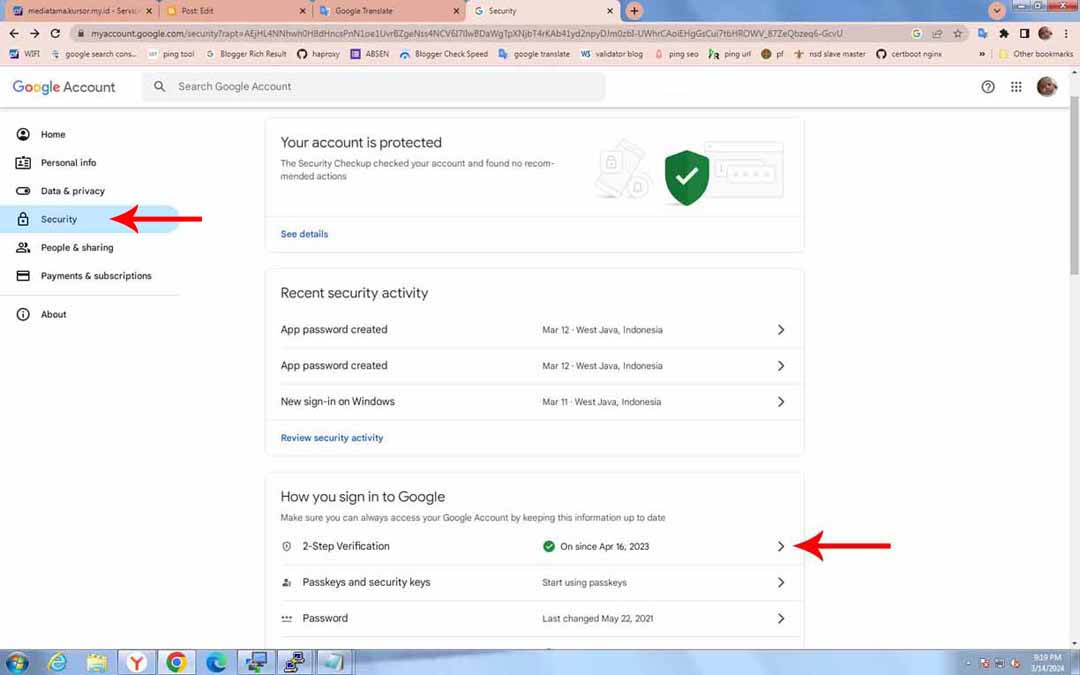 mediatama.kursor.my.id - Servic
Post: Edit
Google Translate
Security
myaccount.google.com/security?rapt=
WIFI
google search cons...
ping tool
Blogger Rich Result
haproxy
ABSEN
Blogger Check Speed
google translate
validator blog
ping seo
ping url
pf
nsd slave master
certboot nginx
»
Other bookmarks
Google Account
Search Google Account
Home
Personal info
Data & privacy
Security
People & sharing
Payments & subscriptions
About
Your account is protected
The Security Checkup checked your account and found no recom-
mended actions
See details
Recent security activity
App password created
Mar 12 · West Java, Indonesia
App password created
Mar 12 · West Java, Indonesia
New sign-in on Windows
Mar 11 · West Java, Indonesia
Review security activity
How you sign in to Google
Make sure you can always access your Google Account by keeping this information up to date
2-Step Verification
On since Apr 16, 2023
Passkeys and security keys
Start using passkeys
Password
Last changed May 22, 2021
9:19 PM
3/14/2024